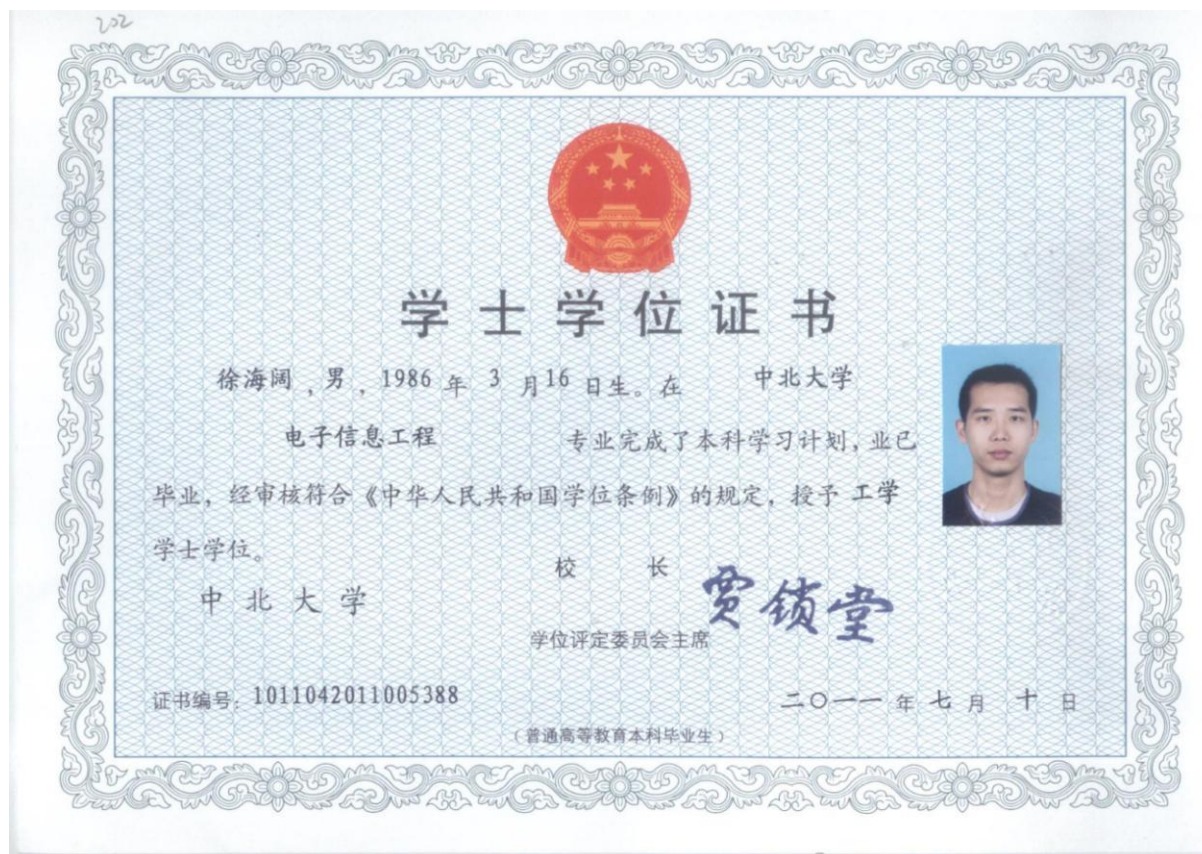 202
学士学位证书
徐海阔，男，1986 年 3 月 16 日生。在 中北大学
电子信息工程 专业完成了本科学习计划，业已
毕业，经审核符合《中华人民共和国学位条例》的规定，授予 工学
学士学位。
校 长
中北大学
贾锁堂
学位评定委员会主席
证书编号：1011042011005388
二〇一一 年 七 月 十 日
（普通高等教育本科毕业生）